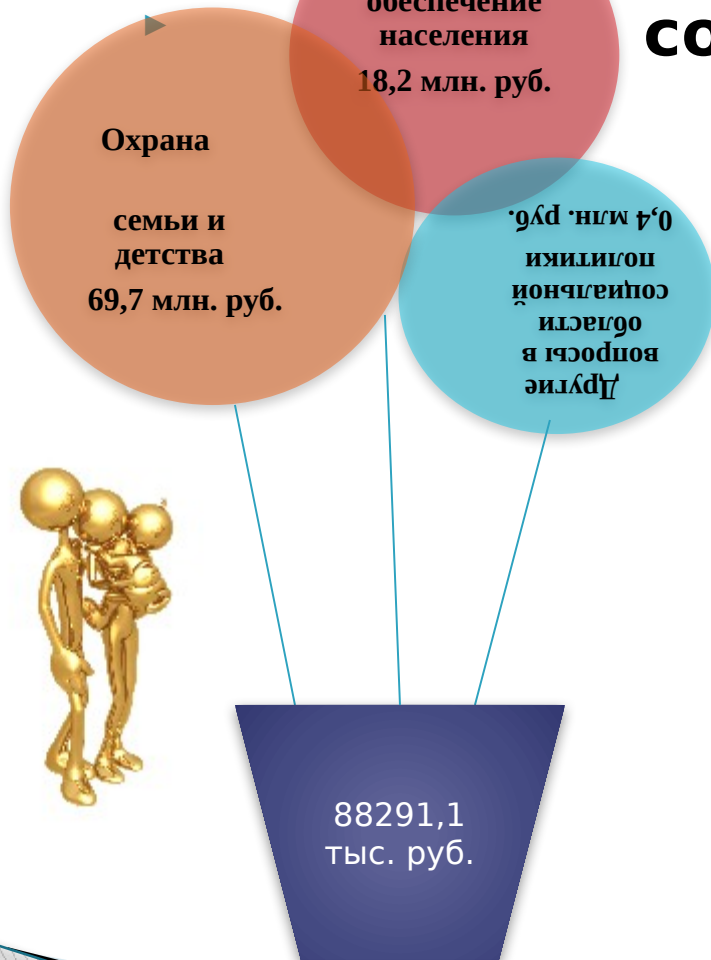 со
обеспечение
населения
18,2 млн. руб.
Охрана
семьи и
детства
69,7 млн. руб.
Другие
вопросы в
области
социальной
политики
0,4 млн. руб.
88291,1
тыс. руб.